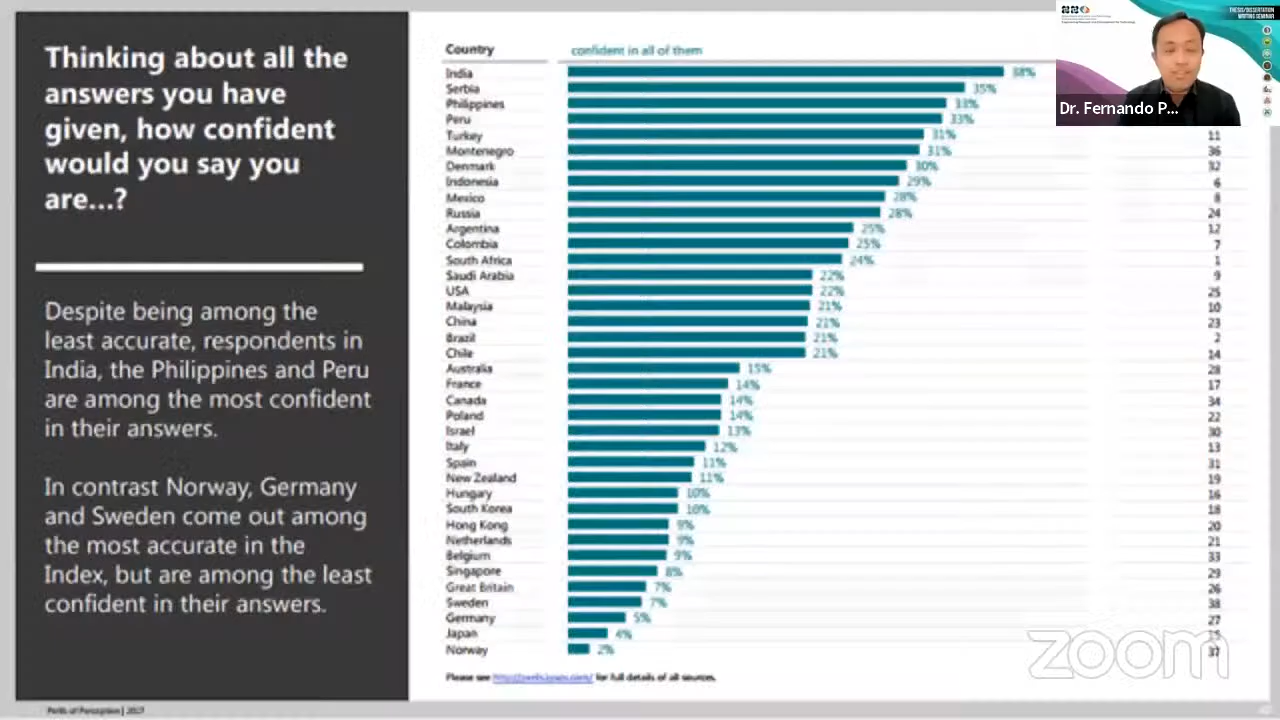 Thinking about all the
answers you have
given, how confident
would you say you
are...?
Despite being among the
least accurate, respondents in
India, the Philippines and Peru
are among the most confident
in their answers.
In contrast Norway, Germany
and Sweden come out among
the most accurate in the
Index, but are among the least
confident in their answers.
Country confident in all of them
India 38%
Serbia 35%
Philippines 33%
Peru 33%
Turkey 31% 11
Montenegro 31% 36
Denmark 30% 32
Indonesia 29% 6
Mexico 28% 8
Russia 28% 24
Argentina 25% 12
Colombia 25% 7
South Africa 24% 1
Saudi Arabia 22% 9
USA 22% 25
Malaysia 21% 10
China 21% 23
Brazil 21% 2
Chile 21% 14
Australia 15% 28
France 14% 17
Canada 14% 34
Poland 14% 22
Israel 13% 30
Italy 12% 13
Spain 11% 31
New Zealand 11% 19
Hungary 10% 16
South Korea 10% 18
Hong Kong 9% 20
Netherlands 9% 21
Belgium 9% 33
Singapore 8% 29
Great Britain 7% 26
Sweden 7% 38
Germany 5% 27
Japan 4%
Norway 2% 37
Please see for full details of all sources.
Perils of Perception | 2017
THESIS/DISSERTATION
WRITING SEMINAR
Dr. Fernando P...
zoom